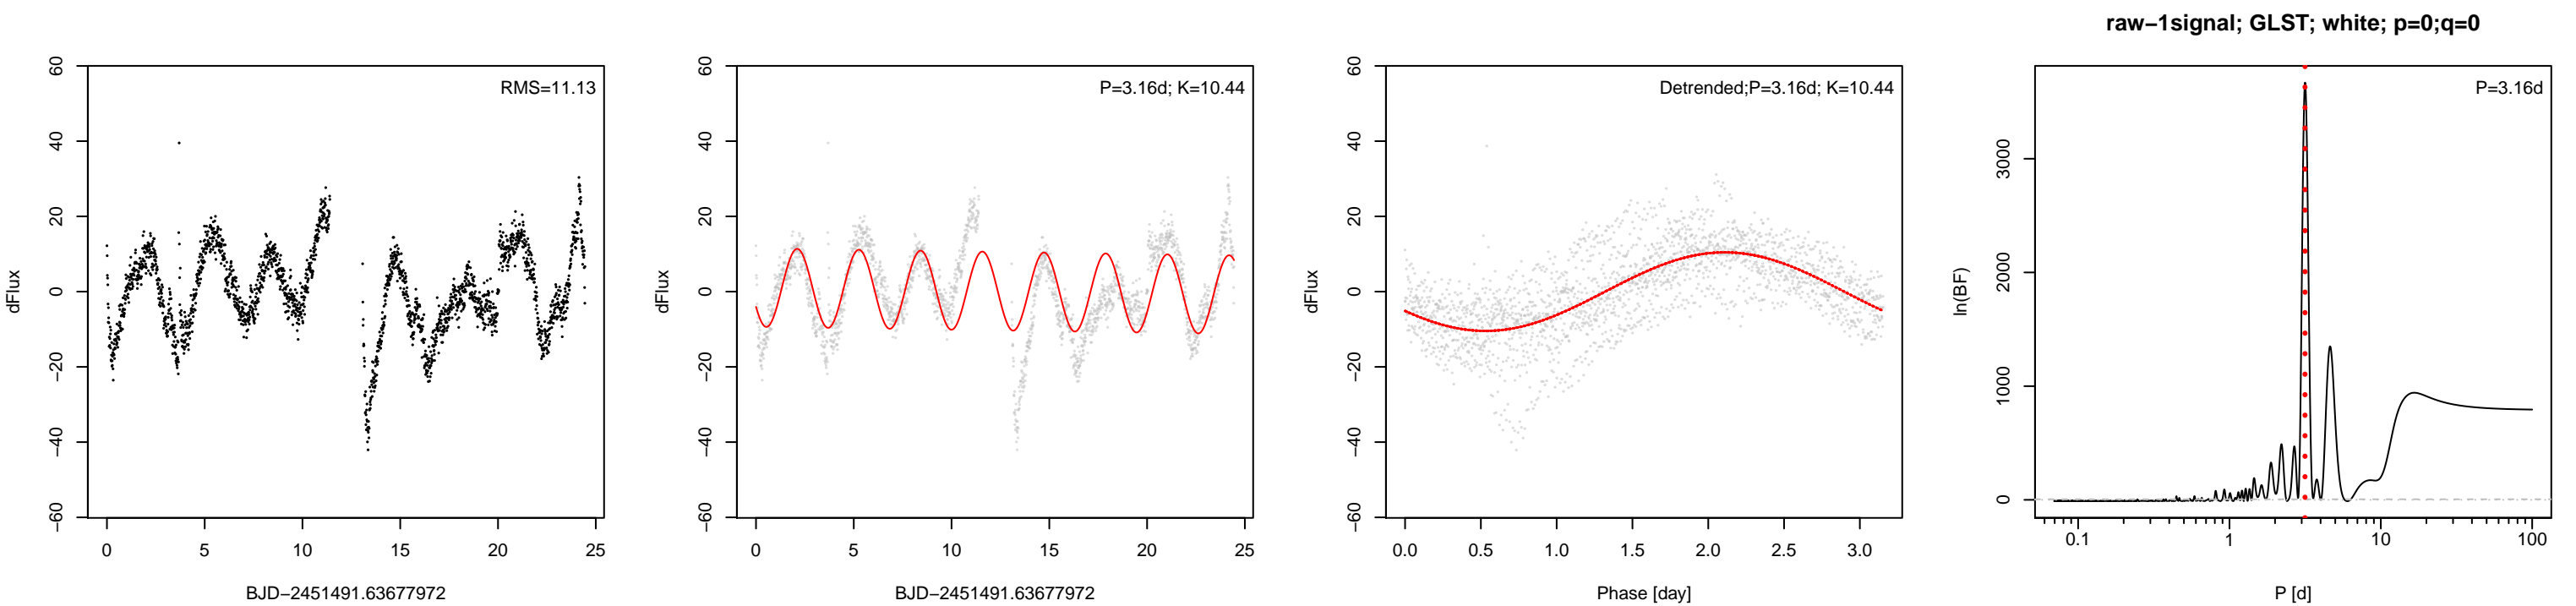 raw−1signal; GLST; white; p=0;q=0
RMS=11.13
dFlux
60
40
20
0
−20
−40
−60
0 5 10 15 20 25
BJD−2451491.63677972
P=3.16d; K=10.44
dFlux
60
40
20
0
−20
−40
−60
0 5 10 15 20 25
BJD−2451491.63677972
Detrended;P=3.16d; K=10.44
dFlux
60
40
20
0
−20
−40
−60
0.0 0.5 1.0 1.5 2.0 2.5 3.0
Phase [day]
P=3.16d
ln(BF)
3000
2000
1000
0
0.1 1 10 100
P [d]